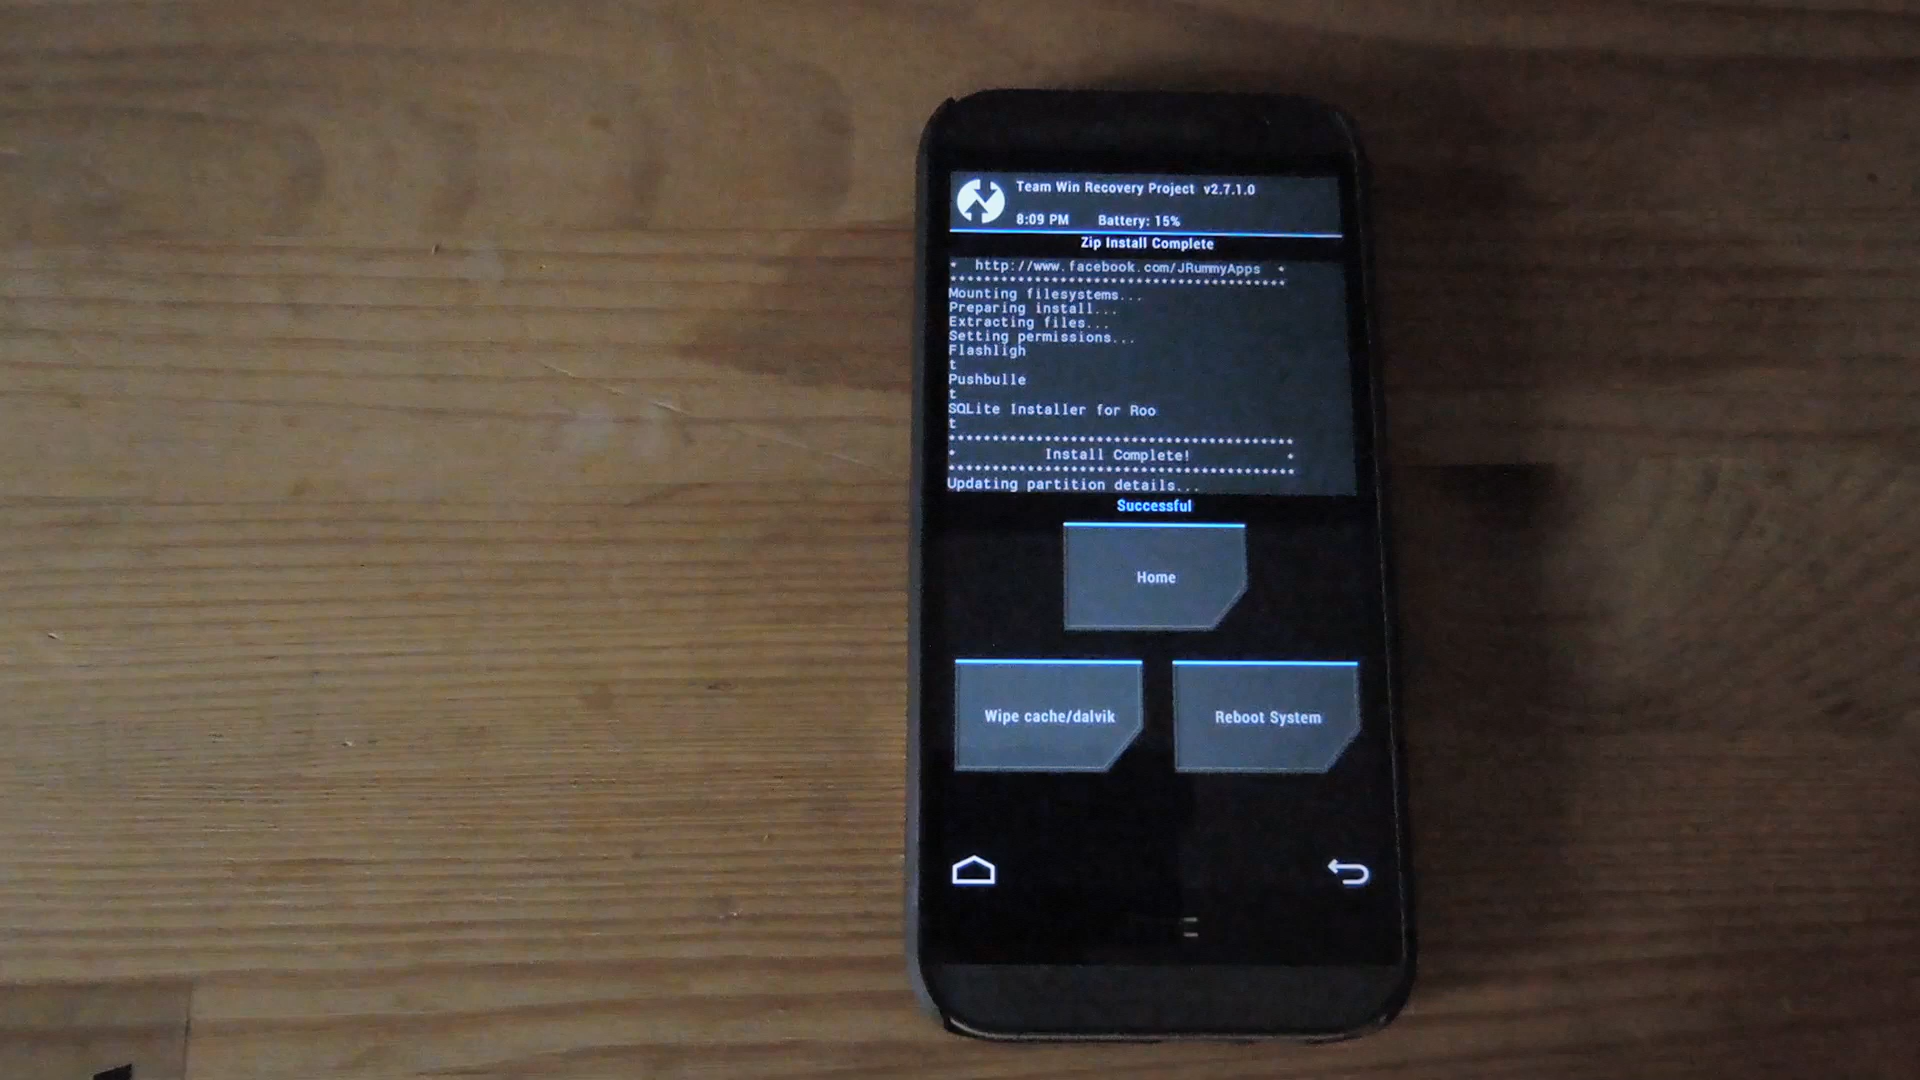 Team Win Recovery Project v2.7.1.0
8:09 PM Battery: 15%
Zip Install Complete
* http://www.facebook.com/JRummyApps *
****************************************
Mounting filesystems...
Preparing install...
Extracting files...
Setting permissions...
Flashligh
t
Pushbulle
t
SQLite Installer for Roo
t
****************************************
* Install Complete! *
****************************************
Updating partition details...
Successful
Home
Wipe cache/dalvik
Reboot System